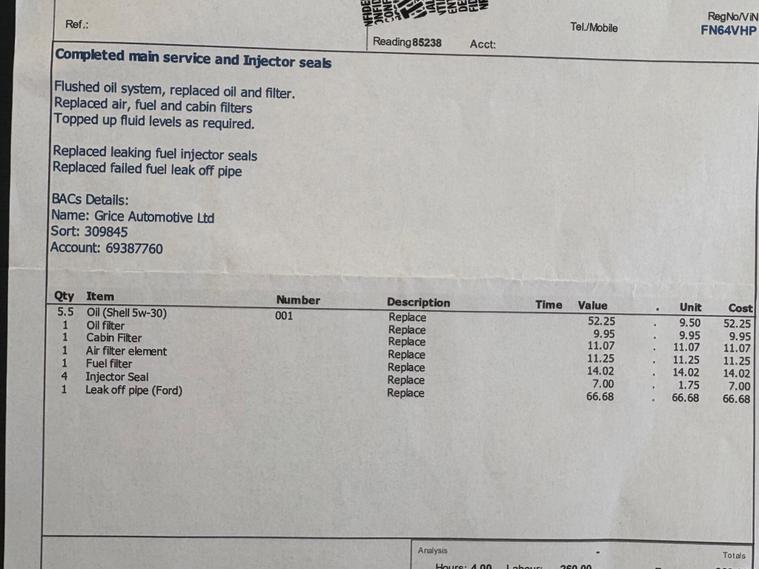 Ref.:
Reading 85238 Acct:
Tel./Mobile
RegNo/ViN
FN64VHP
Completed main service and Injector seals
Flushed oil system, replaced oil and filter.
Replaced air, fuel and cabin filters
Topped up fluid levels as required.
Replaced leaking fuel injector seals
Replaced failed fuel leak off pipe
BACs Details:
Name: Grice Automotive Ltd
Sort: 309845
Account: 69387760
Qty Item Number Description Time Value . Unit Cost
5.5 Oil (Shell 5w-30) 001 Replace 52.25 . 9.50 52.25
1 Oil filter Replace 9.95 . 9.95 9.95
1 Cabin Filter Replace 11.07 . 11.07 11.07
1 Air filter element Replace 11.25 . 11.25 11.25
1 Fuel filter Replace 14.02 . 14.02 14.02
4 Injector Seal Replace 7.00 . 1.75 7.00
1 Leak off pipe (Ford) Replace 66.68 . 66.68 66.68
Analysis - Totals
Hours: 4.00 Labour: 260.00